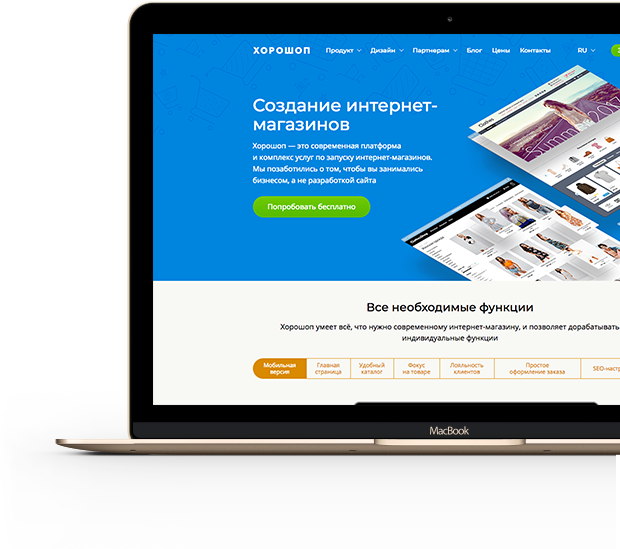 ХОРОШОП Продукт Дизайн Партнерам Блог Цены Контакты RU
Создание интернет-
магазинов
Хорошоп — это современная платформа
и комплекс услуг по запуску интернет-магазинов.
Мы позаботились о том, чтобы вы занимались
бизнесом, а не разработкой сайта
Попробовать бесплатно
Summer 2017
Все необходимые функции
Хорошоп умеет всё, что нужно современному интернет-магазину, и позволяет дорабатывать
индивидуальные функции
Мобильная версия
Главная страница
Удобный каталог
Фокус на товаре
Лояльность клиентов
Простое оформление заказа
SEO-настр
MacBook